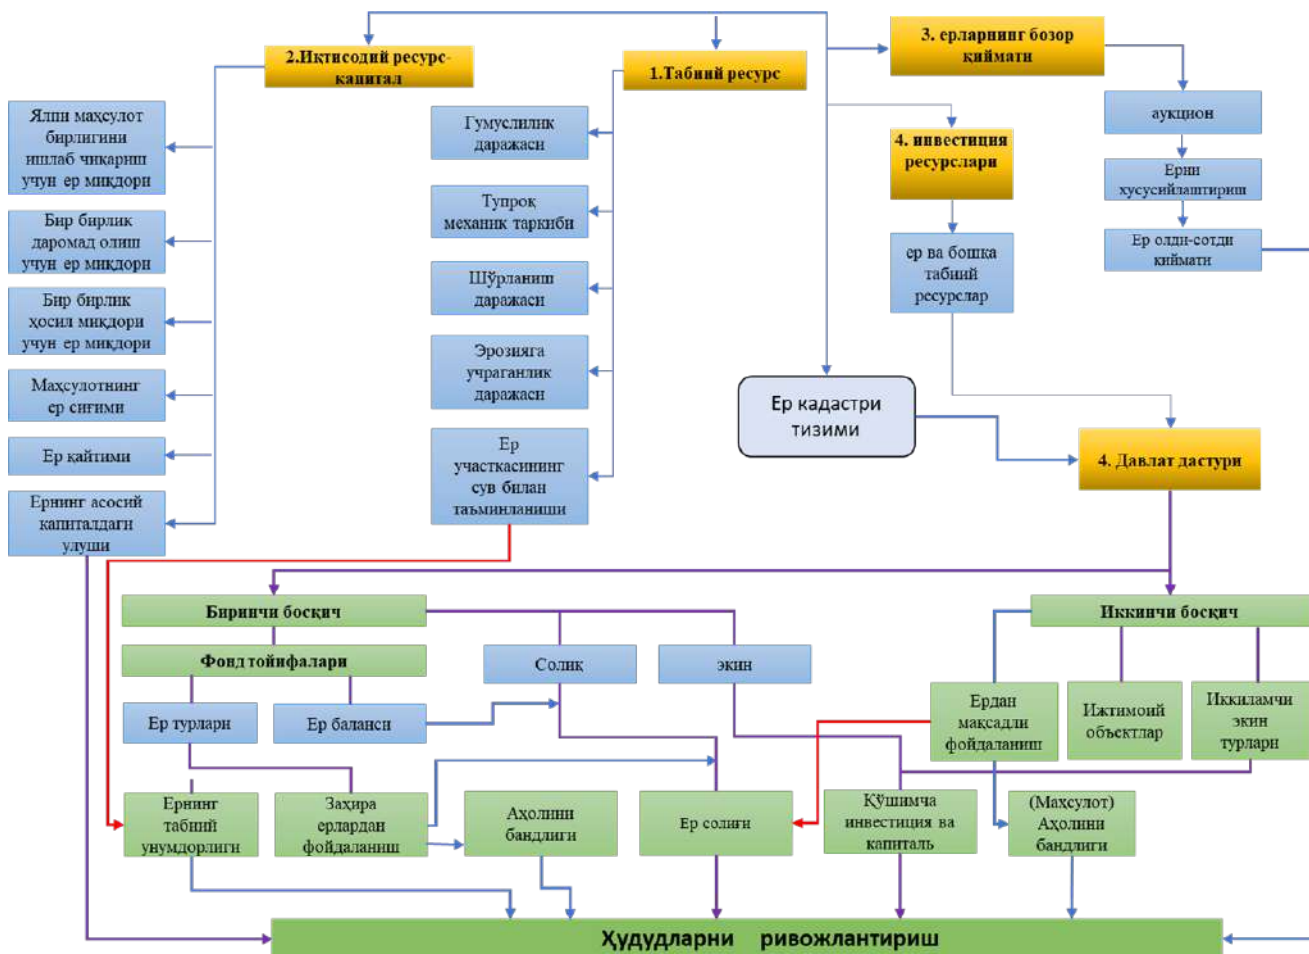 2.Иқтисодий ресурс-
капитал
1.Табиий ресурс
3. ерларнинг бозор
қиймати
Ялпи маҳсулот
бирлигини
ишлаб чиқариш
учун ер миқдори
Бир бирлик
даромад олиш
учун ер миқдори
Бир бирлик
ҳосил миқдори
учун ер миқдори
Маҳсулотнинг
ер сиғими
Ер қайтими
Ернинг асосий
капиталдаги
улуши
Гумуслилик
даражаси
Тупроқ
механик таркиби
Шўрланиш
даражаси
Эрозияга
учраганлик
даражаси
Ер
участкасининг
сув билан
таъминланиши
4. инвестиция
ресурслари
ер ва бошка
табиий
ресурслар
аукцион
Ерни
хусусийлаштириш
Ер олди-сотди
қиймати
Ер кадастри
тизими
4. Давлат дастури
Биринчи босқич
Иккинчи босқич
Фонд тойифалари
Солиқ
экин
Ер турлари
Ер баланси
Ердан
мақсадли
фойдаланиш
Ижтимоий
объектлар
Иккиламчи
экин
турлари
Ернинг
табиий
унумдорлиги
Заҳира
ерлардан
фойдаланиш
Аҳолини
бандлиги
Ер солиғи
Қўшимча
инвестиция ва
капиталь
(Маҳсулот)
Аҳолини
бандлиги
Ҳудудларни ривожлантириш